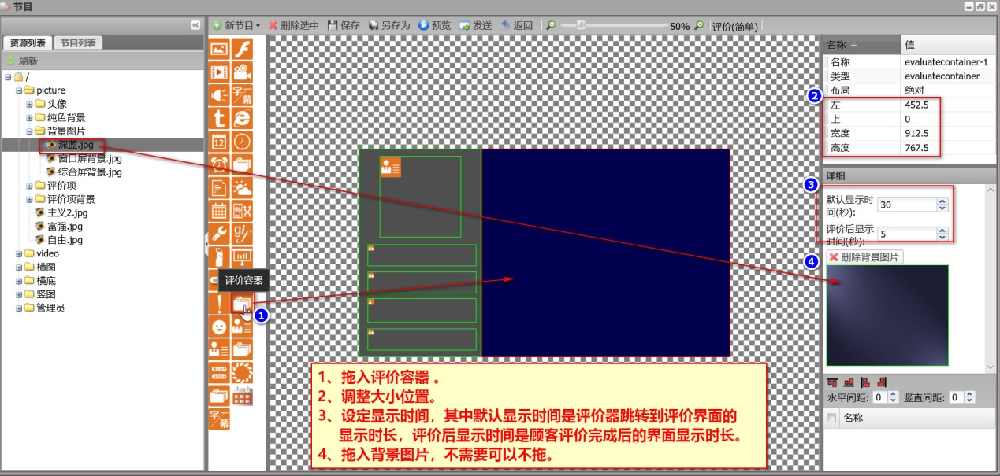 节目
资源列表
节目列表
刷新
/
picture
头像
纯色背景
背景图片
深蓝.jpg
窗口屏背景.jpg
综合屏背景.jpg
评价项
评价项背景
主义2.jpg
富强.jpg
自由.jpg
video
横图
横底
竖图
管理员
新节目
删除选中
保存
另存为
预览
发送
返回
50%
评价(简单)
字幕
12
gif
评价容器
1
字幕
1、拖入评价容器 。
2、调整大小位置。
3、设定显示时间，其中默认显示时间是评价器跳转到评价界面的
显示时长，评价后显示时间是顾客评价完成后的界面显示时长。
4、拖入背景图片，不需要可以不拖。
名称 值
名称 evaluatecontainer-1
类型 evaluatecontainer
布局 绝对
2
左 452.5
上 0
宽度 912.5
高度 767.5
详细
3
默认显示时
间(秒):
30
评价后显示
时间(秒):
5
4
删除背景图片
水平间距: 0 竖直间距: 0
名称